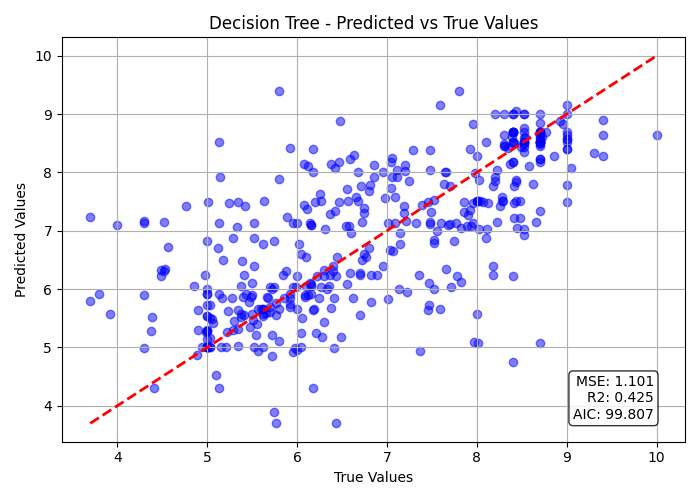 Decision Tree - Predicted vs True Values
Predicted Values
10
9
8
7
6
5
4
MSE: 1.101
R2: 0.425
AIC: 99.807
4 5 6 7 8 9 10
True Values